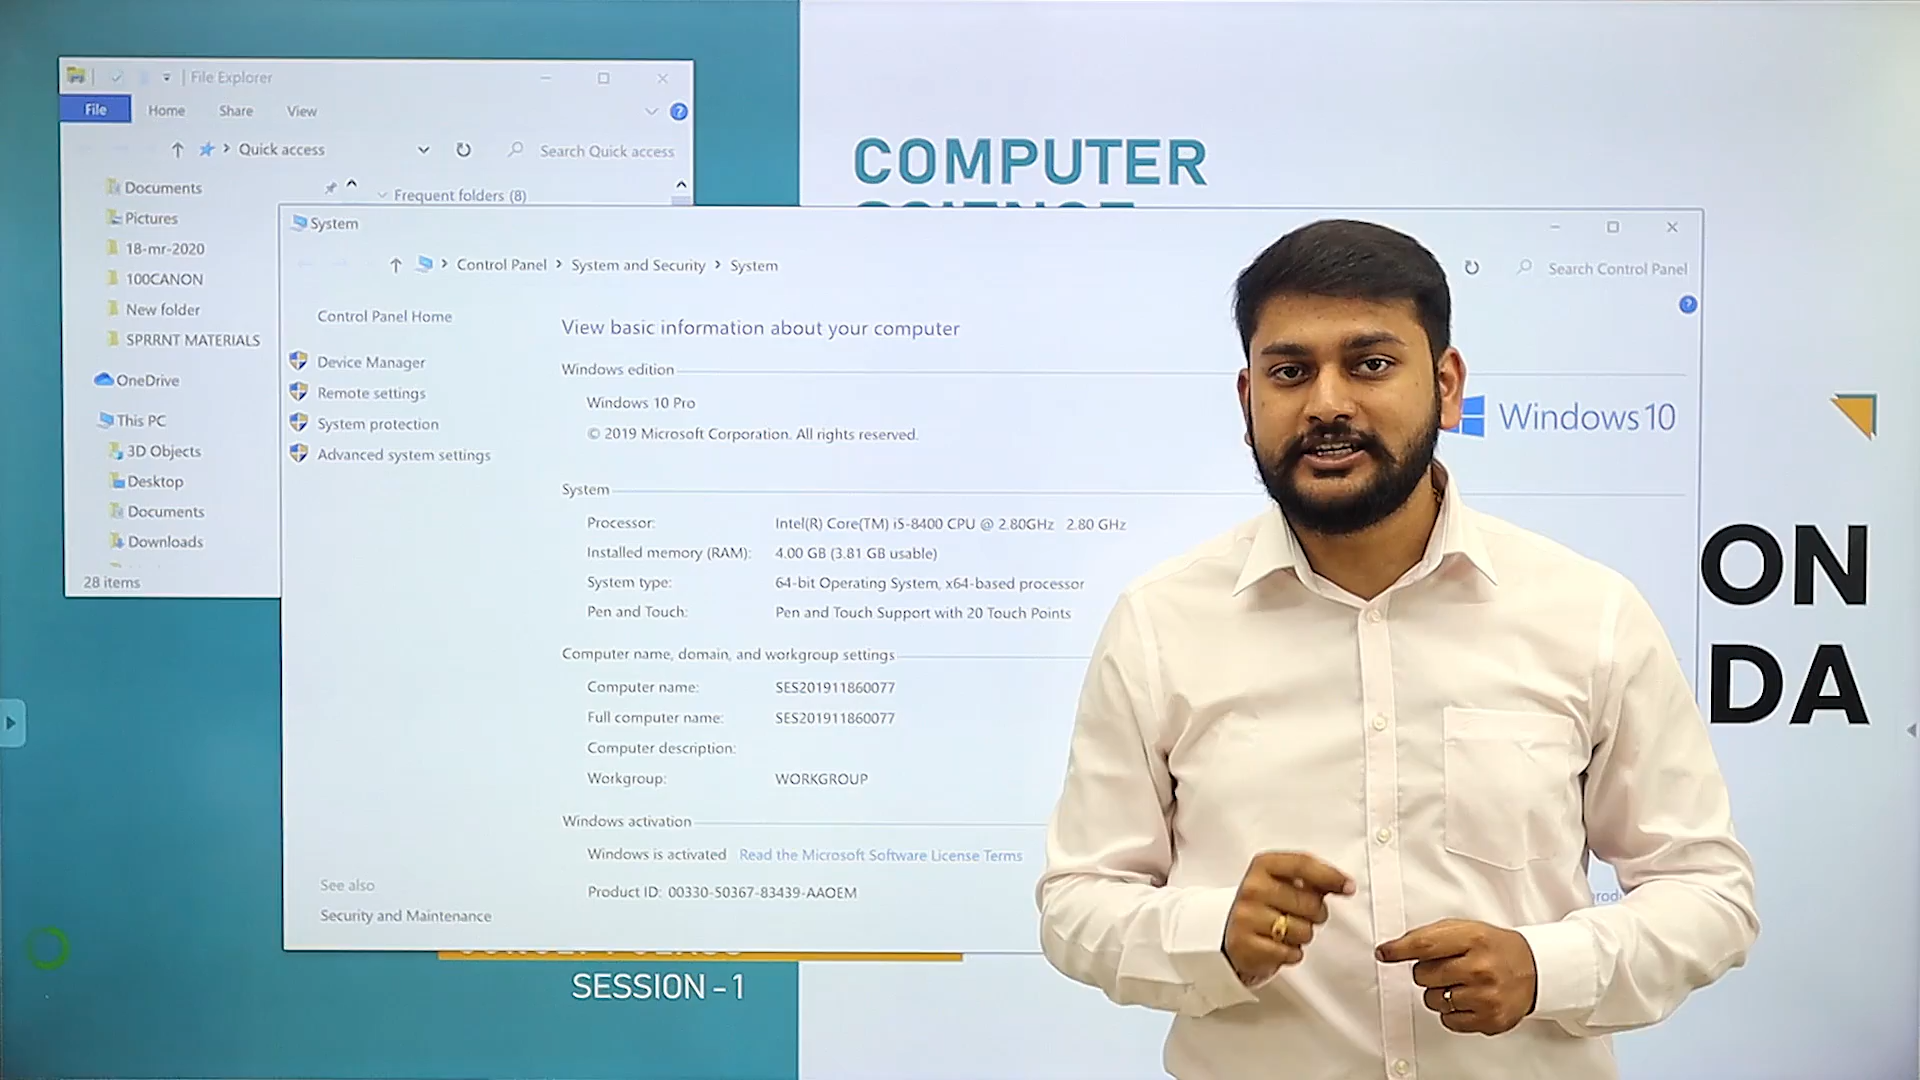 File Explorer
File Home Share View
Quick access
Search Quick access
Documents
Pictures
18-mr-2020
100CANON
New folder
SPRRNT MATERIALS
OneDrive
This PC
3D Objects
Desktop
Documents
Downloads
28 items
Frequent folders (8)
COMPUTER
System
Control Panel > System and Security > System
Search Control Panel
Control Panel Home
Device Manager
Remote settings
System protection
Advanced system settings
See also
Security and Maintenance
View basic information about your computer
Windows edition
Windows 10 Pro
© 2019 Microsoft Corporation. All rights reserved.
Windows 10
System
Processor: Intel(R) Core(TM) i5-8400 CPU @ 2.80GHz 2.80 GHz
Installed memory (RAM): 4.00 GB (3.81 GB usable)
System type: 64-bit Operating System, x64-based processor
Pen and Touch: Pen and Touch Support with 20 Touch Points
Computer name, domain, and workgroup settings
Computer name: SES201911860077
Full computer name: SES201911860077
Computer description:
Workgroup: WORKGROUP
Windows activation
Windows is activated Read the Microsoft Software License Terms
Product ID: 00330-50367-83439-AAOEM
ON
DA
SESSION - 1